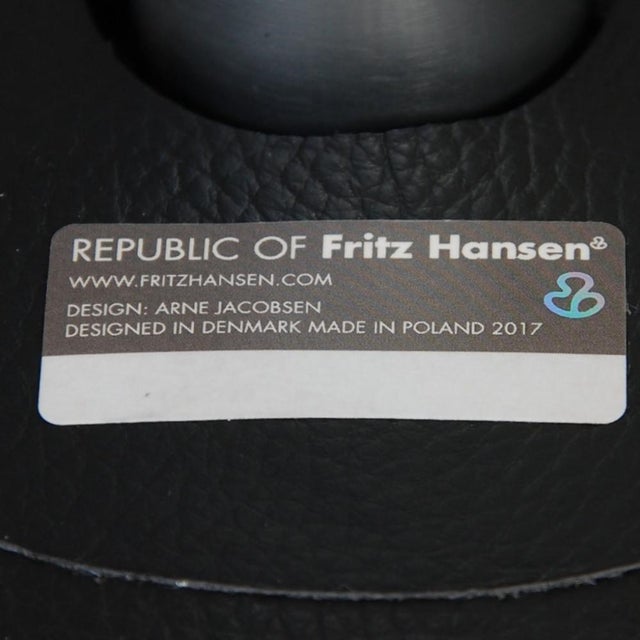 REPUBLIC OF Fritz Hansen®
WWW.FRITZHANSEN.COM
DESIGN: ARNE JACOBSEN
DESIGNED IN DENMARK MADE IN POLAND 2017